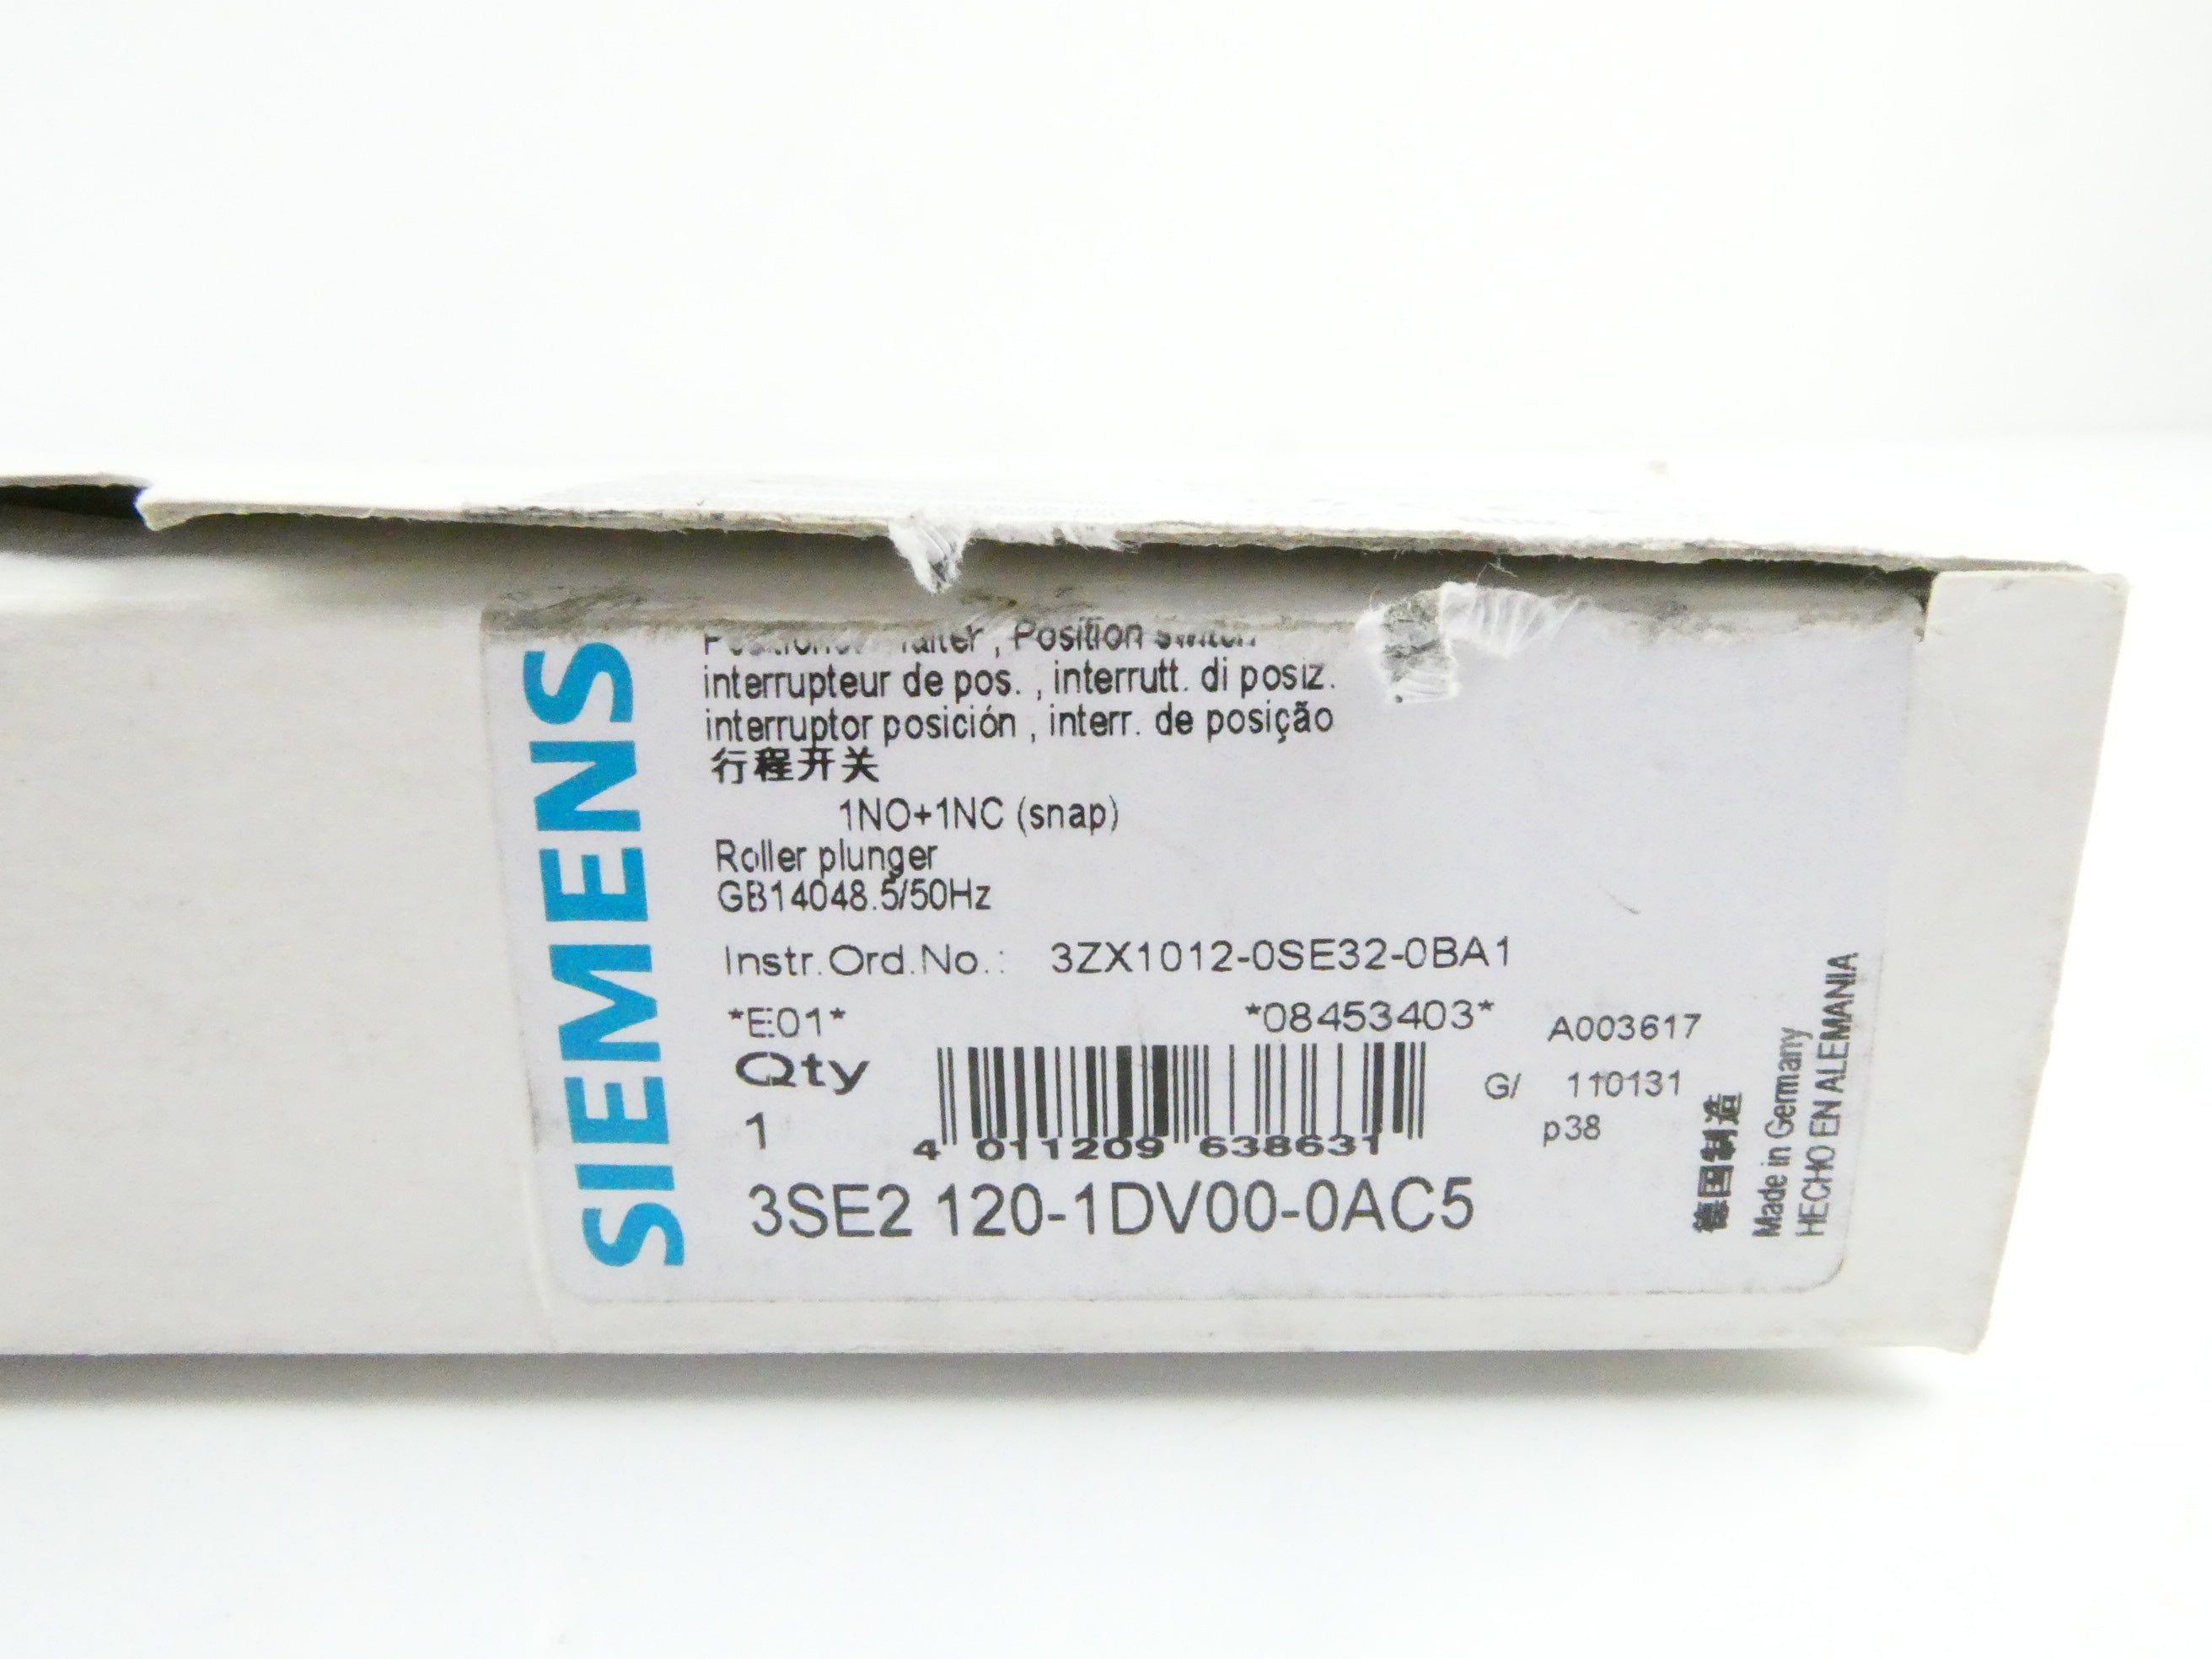 SIEMENS
, Position
interrupteur de pos. , interrutt. di posiz.
interruptor posición , interr. de posição
行程开关
1NO+1NC (snap)
Roller plunger
GB14048.5/50Hz
Instr.Ord.No.: 3ZX1012-0SE32-0BA1
*E01* *08453403* A003617
Qty
G/ 110131
1
p38
4 011209 638631
3SE2 120-1DV00-0AC5
德国制造
Made in Germany
HECHO EN ALEMANIA